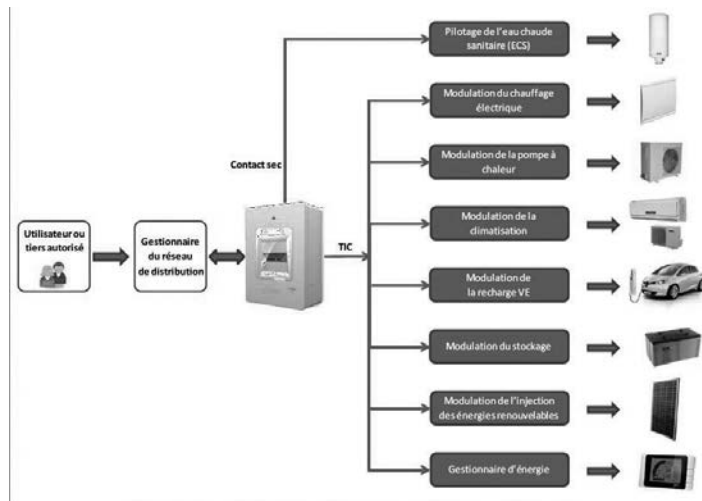 Pilotage de l'eau chaude
sanitaire (ECS)
Modulation du chauffage
électrique
Contact sec
Modulation de la pompe à
chaleur
Utilisateur ou
tiers autorisé
Gestionnaire
du réseau
de distribution
TIC
Modulation de la
climatisation
Modulation de
la recharge VE
Modulation du stockage
Modulation de l'injection
des énergies renouvelables
Gestionnaire d'énergie